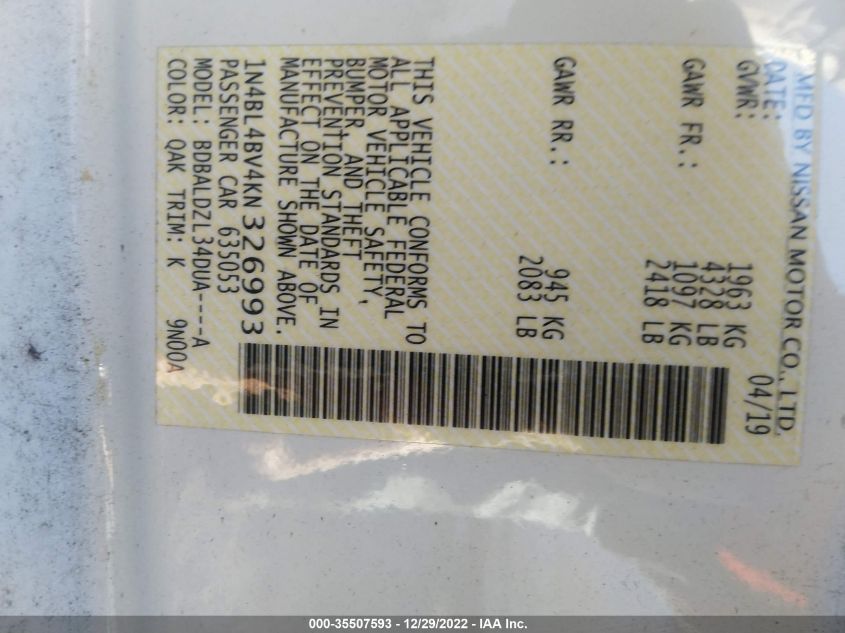 MFD BY NISSAN MOTOR CO., LTD.
DATE: 04/19
GVWR: 1963 KG
4328 LB
GAWR FR.: 1097 KG
2418 LB
GAWR RR.: 945 KG
2083 LB
THIS VEHICLE CONFORMS TO
ALL APPLICABLE FEDERAL
MOTOR VEHICLE SAFETY,
BUMPER AND THEFT
PREVENTION STANDARDS IN
EFFECT ON THE DATE OF
MANUFACTURE SHOWN ABOVE.
1N4BL4BV4KN326993
PASSENGER CAR 635053
MODEL: BDBALDZL34DUA----A
COLOR: QAK TRIM: K 9N00A
000-35507593 - 12/29/2022 - IAA Inc.